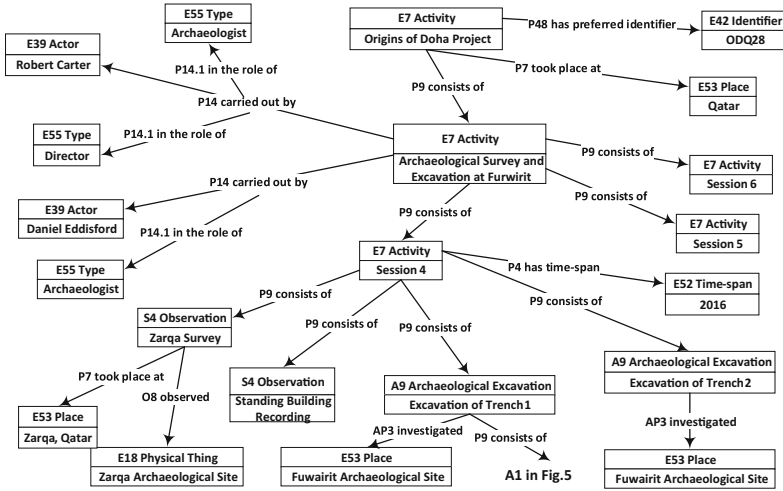 E55 Type
Archaeologist
E7 Activity
Origins of Doha Project
P48 has preferred identifier
E42 Identifier
ODQ28
E39 Actor
Robert Carter
P14.1 in the role of
P7 took place at
E53 Place
Qatar
P14 carried out by
P9 consists of
E55 Type
Director
P14.1 in the role of
E7 Activity
Archaeological Survey and
Excavation at Furwirit
P9 consists of
E7 Activity
Session 6
P14 carried out by
P9 consists of
E39 Actor
Daniel Eddisford
P9 consists of
E7 Activity
Session 5
P14.1 in the role of
E55 Type
Archaeologist
E7 Activity
Session 4
P4 has time-span
E52 Time-span
2016
P9 consists of
P9 consists of
S4 Observation
Zarqa Survey
P9 consists of
P9 consists of
P7 took place at
O8 observed
S4 Observation
Standing Building
Recording
A9 Archaeological Excavation
Excavation of Trench1
A9 Archaeological Excavation
Excavation of Trench2
E53 Place
Zarqa, Qatar
AP3 investigated
P9 consists of
AP3 investigated
E18 Physical Thing
Zarqa Archaeological Site
E53 Place
Fuwairit Archaeological Site
A1 in Fig.5
E53 Place
Fuwairit Archaeological Site